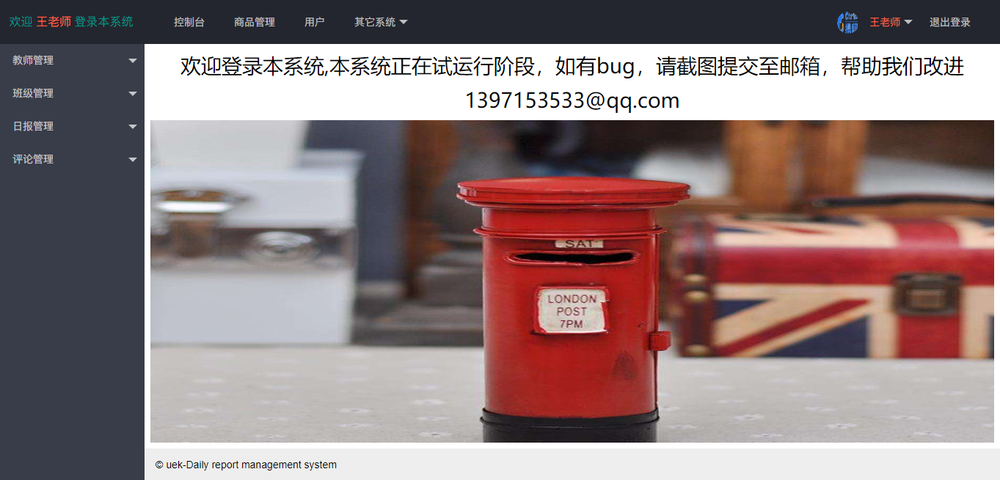 欢迎 王老师 登录本系统
控制台
商品管理
用户
其它系统
王老师
退出登录
教师管理
班级管理
日报管理
评论管理
欢迎登录本系统,本系统正在试运行阶段，如有bug，请截图提交至邮箱，帮助我们改进
1397153533@qq.com
SAT
LONDON
POST
7PM
© uek-Daily report management system